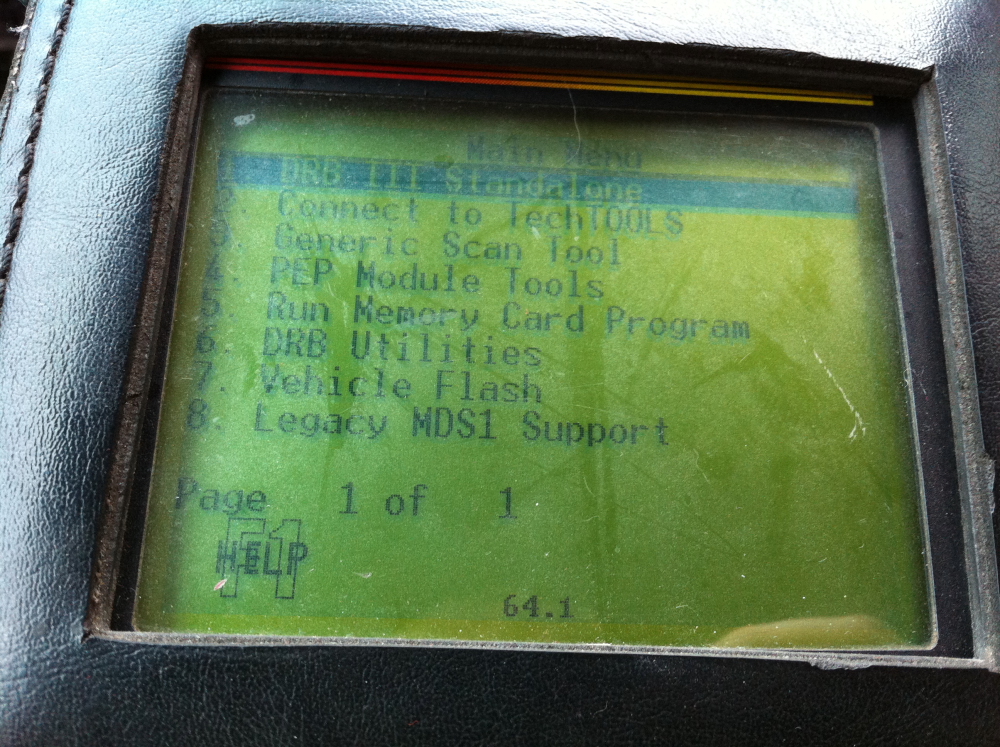 Main Menu
1. DRB III Standalone
2. Connect to TechTOOLS
3. Generic Scan Tool
4. PEP Module Tools
5. Run Memory Card Program
6. DRB Utilities
7. Vehicle Flash
8. Legacy MDS1 Support
Page 1 of 1
F1
HELP
64.1